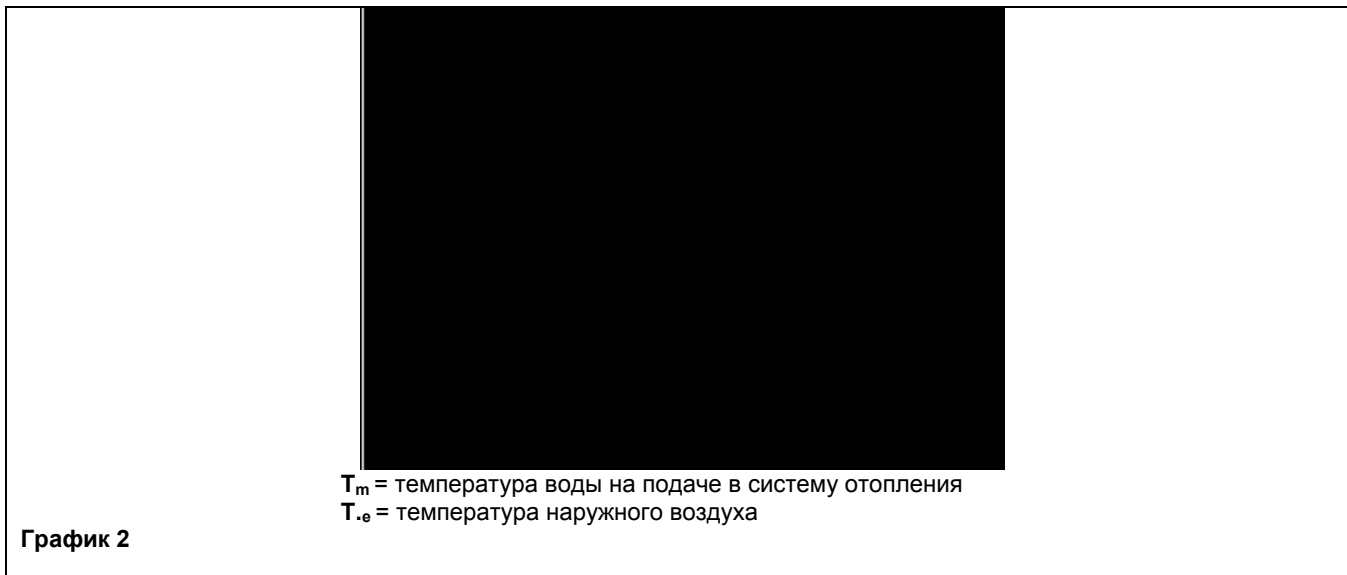 Tm = температура воды на подаче в систему отопления
T.e = температура наружного воздуха
График 2